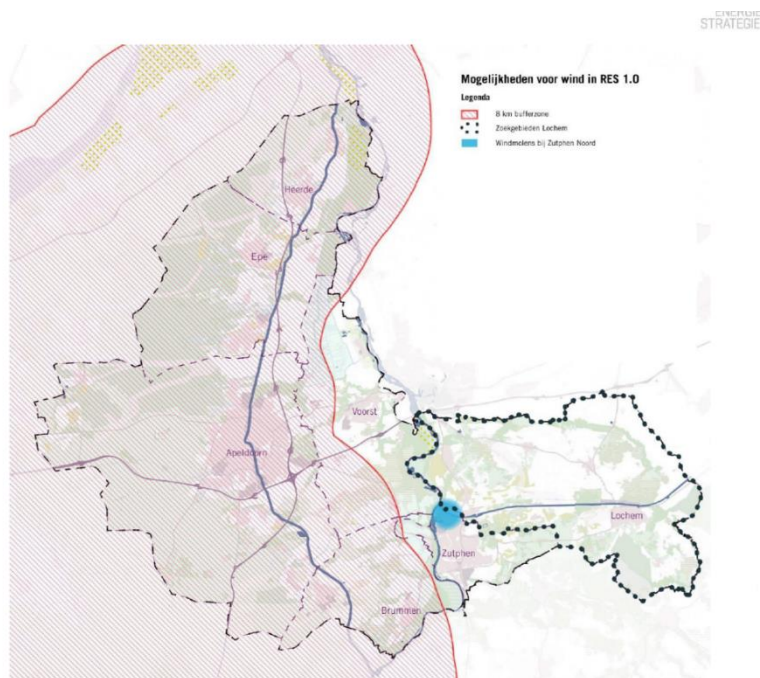 ENERGIE
STRATEGIE
Mogelijkheden voor wind in RES 1.0
Legenda
8 km bufferzone
Zoekgebieden Lochem
Windmolens bij Zutphen Noord
Heerde
Epe
Voorst
Apeldoorn
Lochem
Zutphen
Brummen